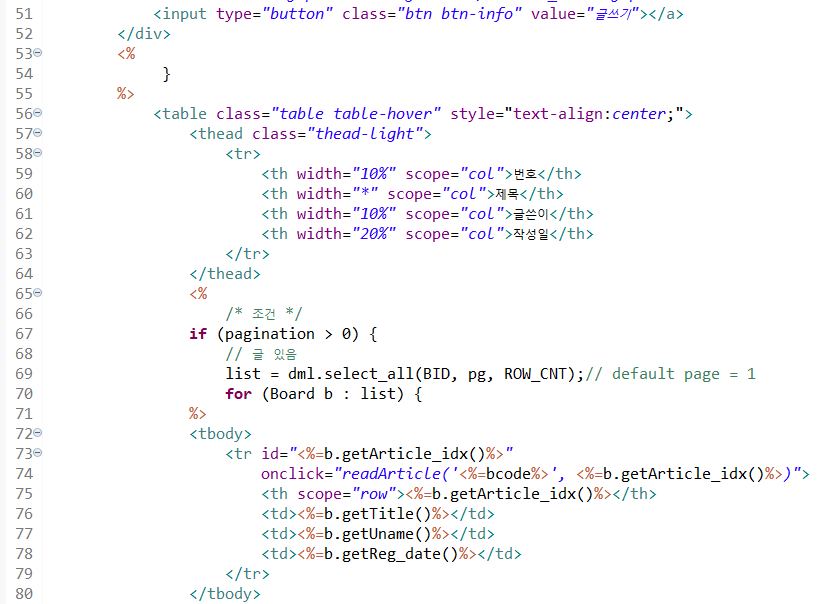 51 <input type="button" class="btn btn-info" value="글쓰기"></a>
52 </div>
53 <%
54 }
55 %>
56 <table class="table table-hover" style="text-align:center;">
57 <thead class="thead-light">
58 <tr>
59 <th width="10%" scope="col">번호</th>
60 <th width="*" scope="col">제목</th>
61 <th width="10%" scope="col">글쓴이</th>
62 <th width="20%" scope="col">작성일</th>
63 </tr>
64 </thead>
65 <%
66 /* 조건 */
67 if (pagination > 0) {
68 // 글 있음
69 list = dml.select_all(BID, pg, ROW_CNT);// default page = 1
70 for (Board b : list) {
71 %>
72 <tbody>
73 <tr id="<%=b.getArticle_idx()%>"
74 onclick="readArticle('<%=bcode%>', <%=b.getArticle_idx()%>)">
75 <th scope="row"><%=b.getArticle_idx()%></th>
76 <td><%=b.getTitle()%></td>
77 <td><%=b.getUname()%></td>
78 <td><%=b.getReg_date()%></td>
79 </tr>
80 </tbody>